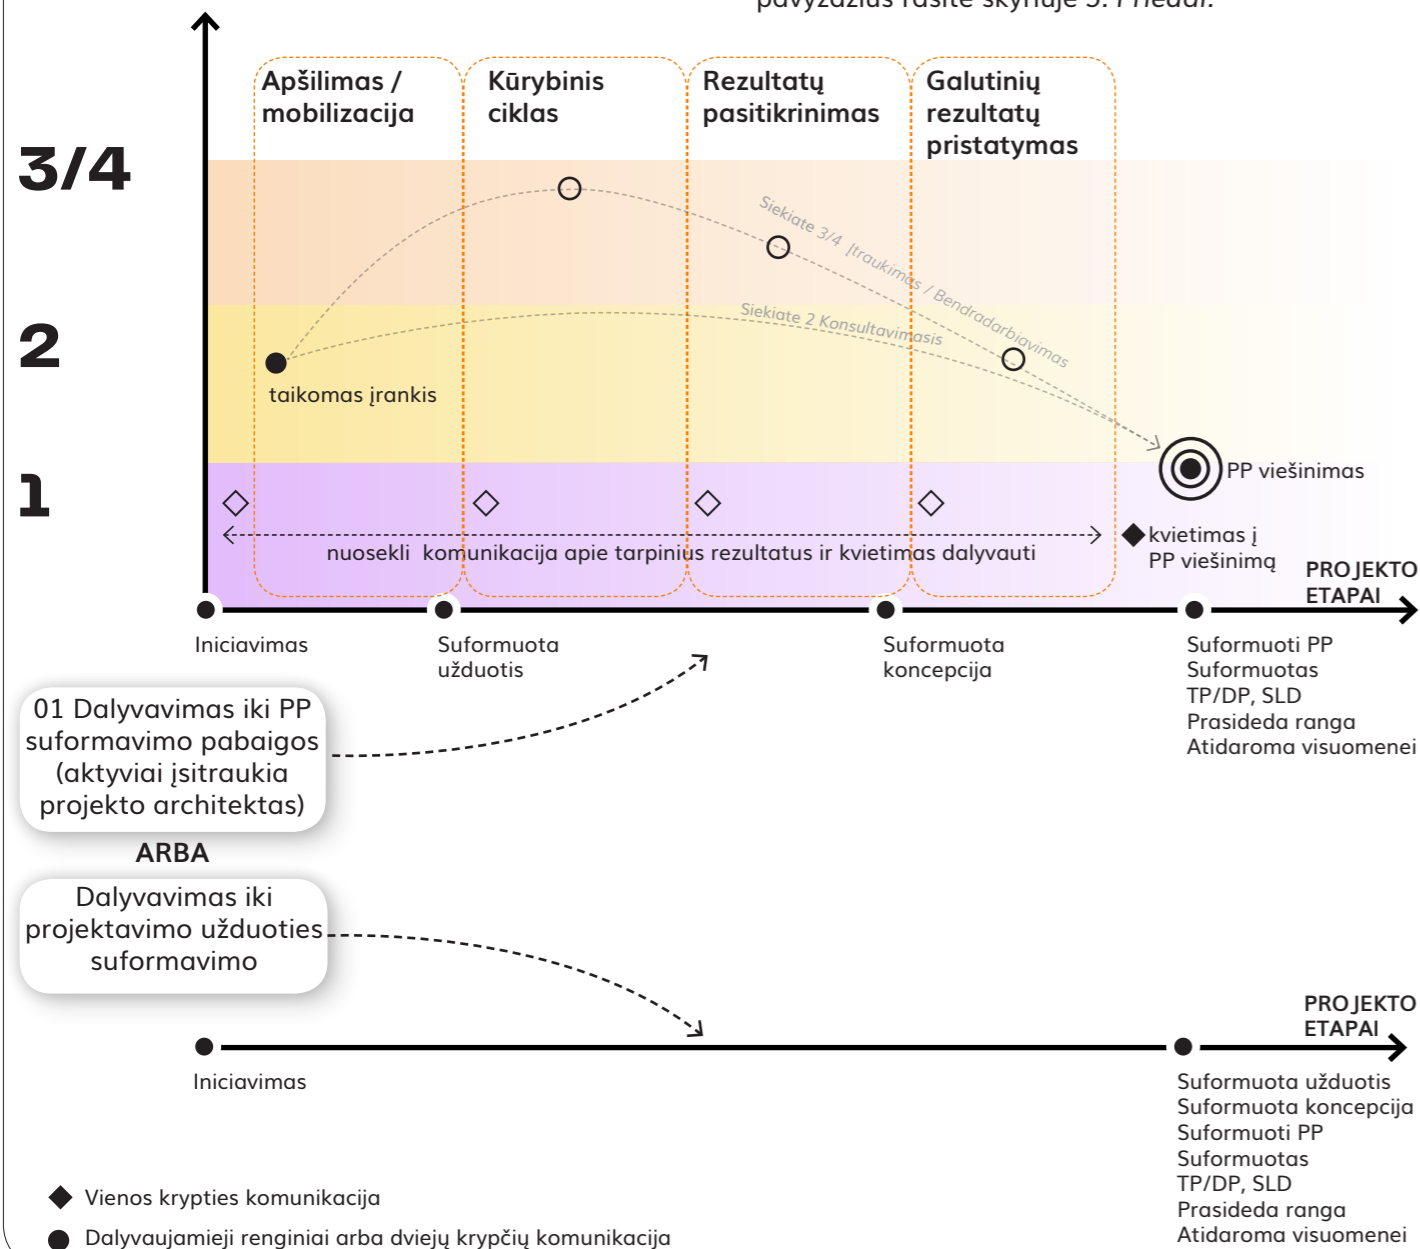 pavyzdžius rasite skyriuje 5. Priedai.
Apšilimas /
mobilizacija
Kūrybinis
ciklas
Rezultatų
pasitikrinimas
Galutinių
rezultatų
pristatymas
3/4
Siekiate 3/4 Įtraukimas / Bendradarbiavimas
2
Siekiate 2 Konsultavimasis
taikomas įrankis
1
PP viešinimas
nuosekli komunikacija apie tarpinius rezultatus ir kvietimas dalyvauti
kvietimas į
PP viešinimą
PROJEKTO
ETAPAI
Iniciavimas
Suformuota
užduotis
Suformuota
koncepcija
Suformuoti PP
Suformuotas
TP/DP, SLD
Prasideda ranga
Atidaroma visuomenei
01 Dalyvavimas iki PP
suformavimo pabaigos
(aktyviai įsitraukia
projekto architektas)
ARBA
Dalyvavimas iki
projektavimo užduoties
suformavimo
PROJEKTO
ETAPAI
Iniciavimas
Suformuota užduotis
Suformuota koncepcija
Suformuoti PP
Suformuotas
TP/DP, SLD
Prasideda ranga
Atidaroma visuomenei
Vienos krypties komunikacija
Dalyvaujamieji renginiai arba dviejų krypčių komunikacija